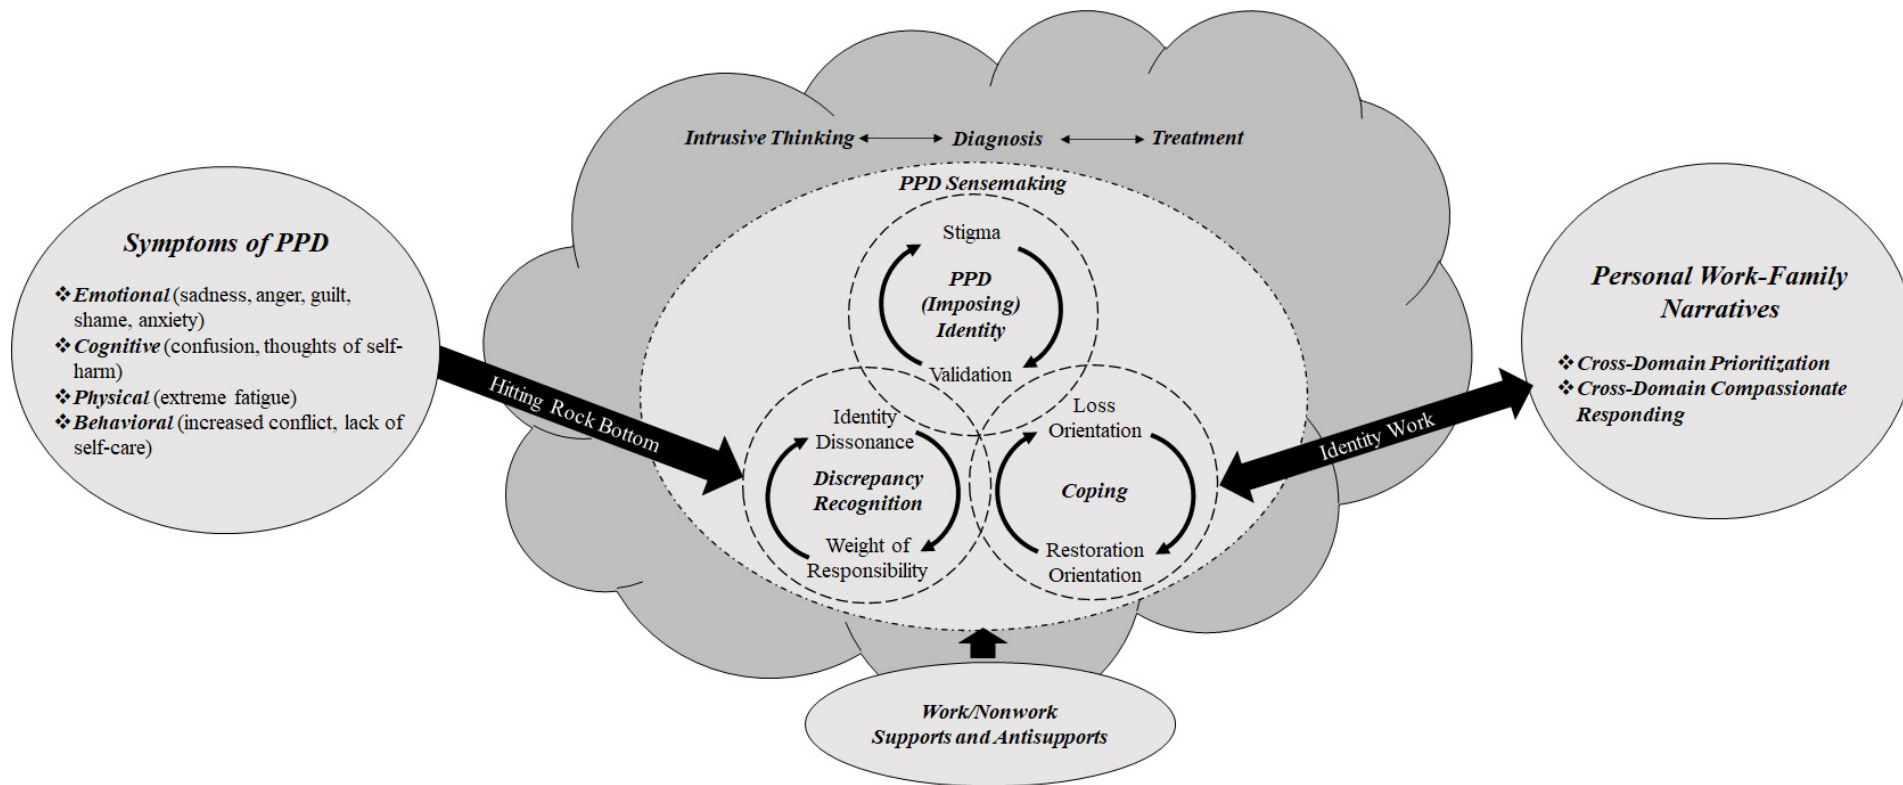 Intrusive Thinking
Diagnosis
Treatment
PPD Sensemaking
Symptoms of PPD
❖Emotional (sadness, anger, guilt,
shame, anxiety)
❖Cognitive (confusion, thoughts of self-
harm)
❖Physical (extreme fatigue)
❖Behavioral (increased conflict, lack of
self-care)
Hitting Rock Bottom
Stigma
PPD
(Imposing)
Identity
Validation
Identity
Dissonance
Discrepancy
Recognition
Weight of
Responsibility
Loss
Orientation
Coping
Restoration
Orientation
Identity Work
Personal Work-Family
Narratives
❖Cross-Domain Prioritization
❖Cross-Domain Compassionate
Responding
Work/Nonwork
Supports and Antisupports